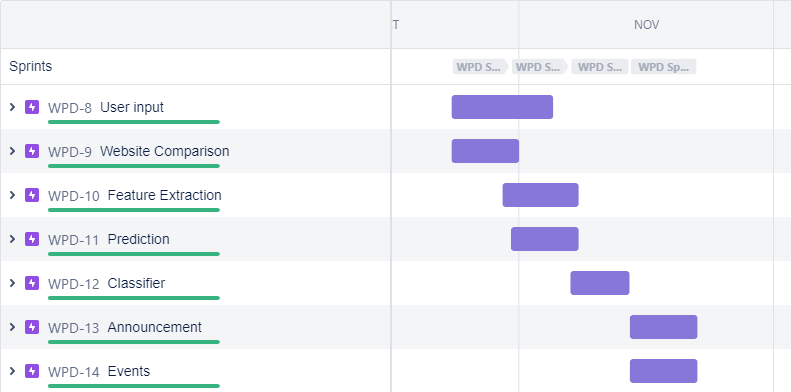 T NOV
Sprints WPD S... WPD S... WPD S... WPD Sp...
WPD-8 User input
WPD-9 Website Comparison
WPD-10 Feature Extraction
WPD-11 Prediction
WPD-12 Classifier
WPD-13 Announcement
WPD-14 Events